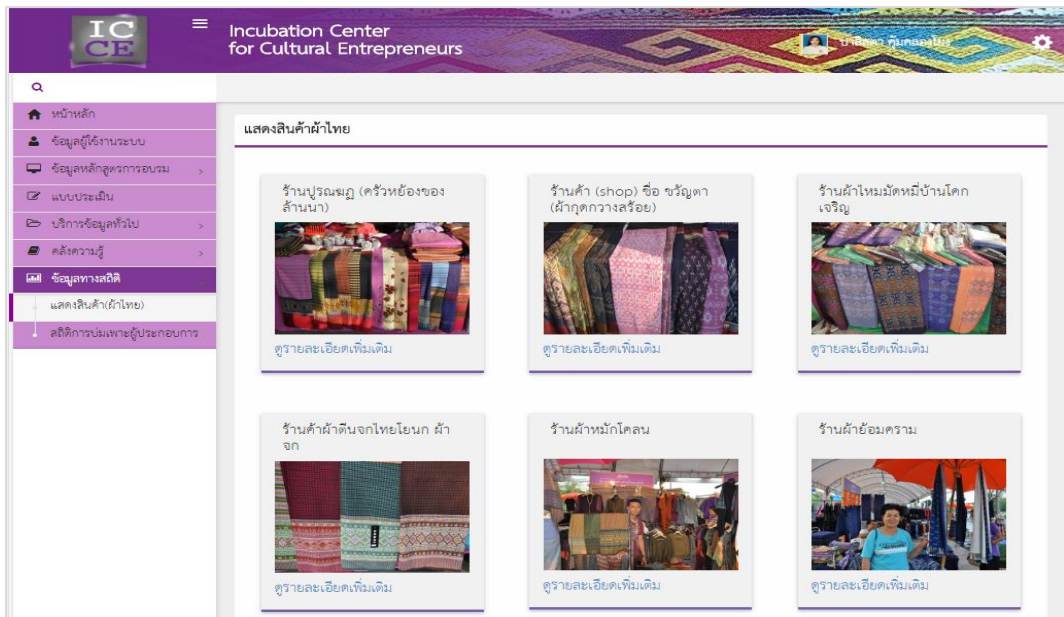 IC
CE
Incubation Center
for Cultural Entrepreneurs
หน้าหลัก
ข้อมูลผู้ใช้งานระบบ
ข้อมูลหลักสูตรการอบรม
แบบประเมิน
บริการข้อมูลทั่วไป
คลังความรู้
ข้อมูลทางสถิติ
แสดงสินค้า(ผ้าไทย)
สถิติการบ่มเพาะผู้ประกอบการ
แสดงสินค้าผ้าไทย
ร้านปูรณฆฏ (ครัวหย้องของ
ล้านนา)
ดูรายละเอียดเพิ่มเติม
ร้านค้า (shop) ชื่อ ขวัญตา
(ผ้ากุดกวางสร้อย)
ดูรายละเอียดเพิ่มเติม
ร้านผ้าไหมมัดหมี่บ้านโคก
เจริญ
ดูรายละเอียดเพิ่มเติม
ร้านค้าผ้าตีนจกไทยโยนก ผ้า
จก
ดูรายละเอียดเพิ่มเติม
ร้านผ้าหมักโคลน
ดูรายละเอียดเพิ่มเติม
ร้านผ้าย้อมคราม
ดูรายละเอียดเพิ่มเติม